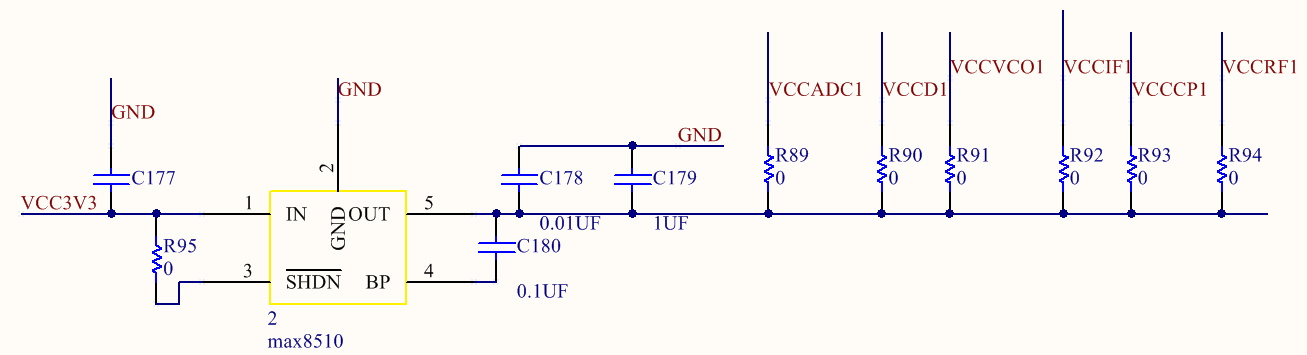 GND
VCC3V3
C177
R95
0
GND
2
1
IN
GND
OUT
5
3
SHDN
BP
4
2
max8510
GND
C178
0.01UF
C179
1UF
C180
0.1UF
VCCADC1
R89
0
VCCD1
R90
0
VCCVCO1
R91
0
VCCIF1
R92
0
VCCCP1
R93
0
VCCRF1
R94
0